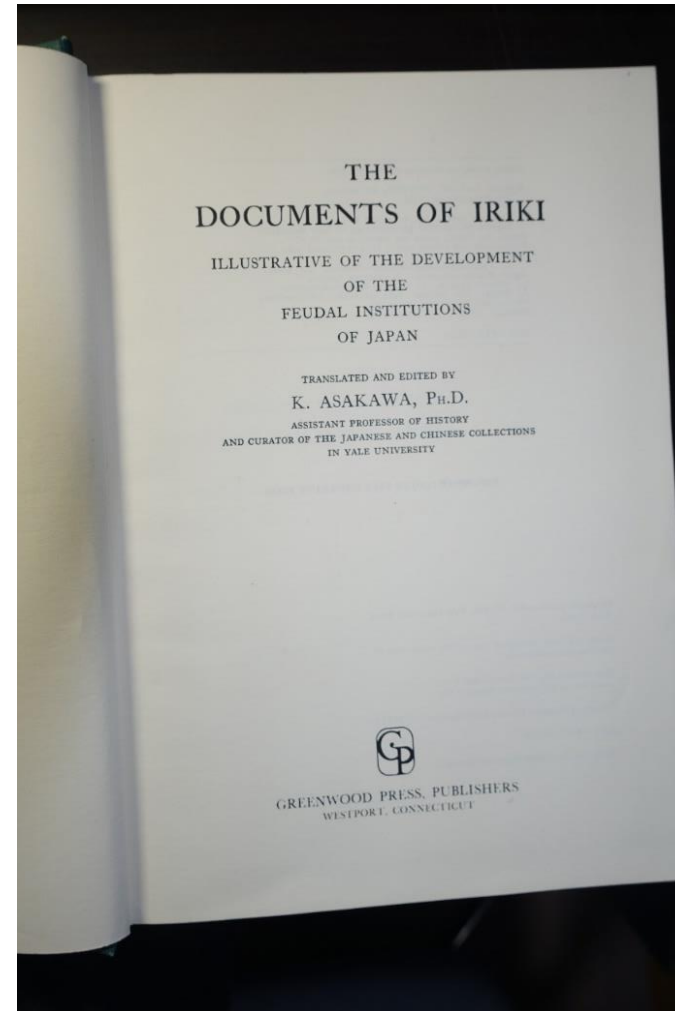 THE
DOCUMENTS OF IRIKI
ILLUSTRATIVE OF THE DEVELOPMENT
OF THE
FEUDAL INSTITUTIONS
OF JAPAN
TRANSLATED AND EDITED BY
K. ASAKAWA, PH.D.
ASSISTANT PROFESSOR OF HISTORY
AND CURATOR OF THE JAPANESE AND CHINESE COLLECTIONS
IN YALE UNIVERSITY
GP
GREENWOOD PRESS, PUBLISHERS
WESTPORT, CONNECTICUT